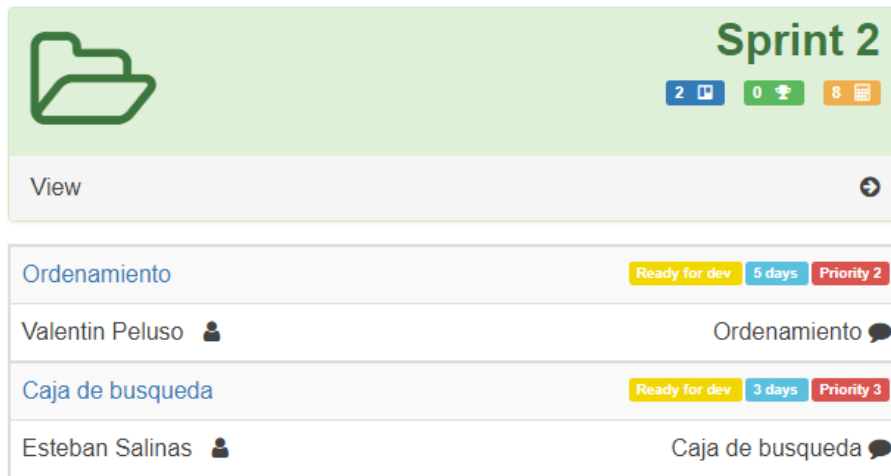 Sprint 2
2 0 8
View
Ordenamiento Ready for dev 5 days Priority 2
Valentin Peluso Ordenamiento
Caja de busqueda Ready for dev 3 days Priority 3
Esteban Salinas Caja de busqueda